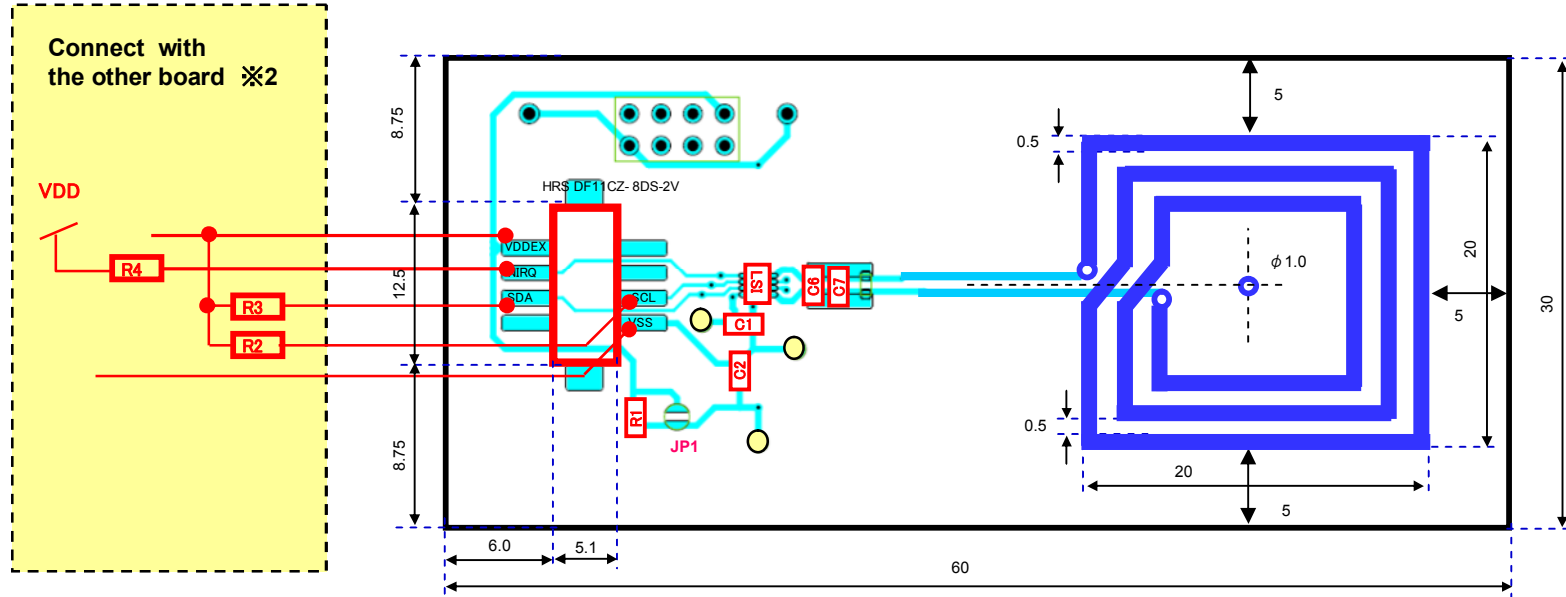 Connect with
the other board ※2
VDD
R4
R3
R2
8.75
12.5
8.75
HRS DF11CZ- 8DS-2V
VDDEX
NIRQ
SDA
SCL
VSS
LSI
C6
C7
C1
C2
R1
JP1
6.0
5.1
60
5
0.5
20
φ1.0
5
30
0.5
20
5